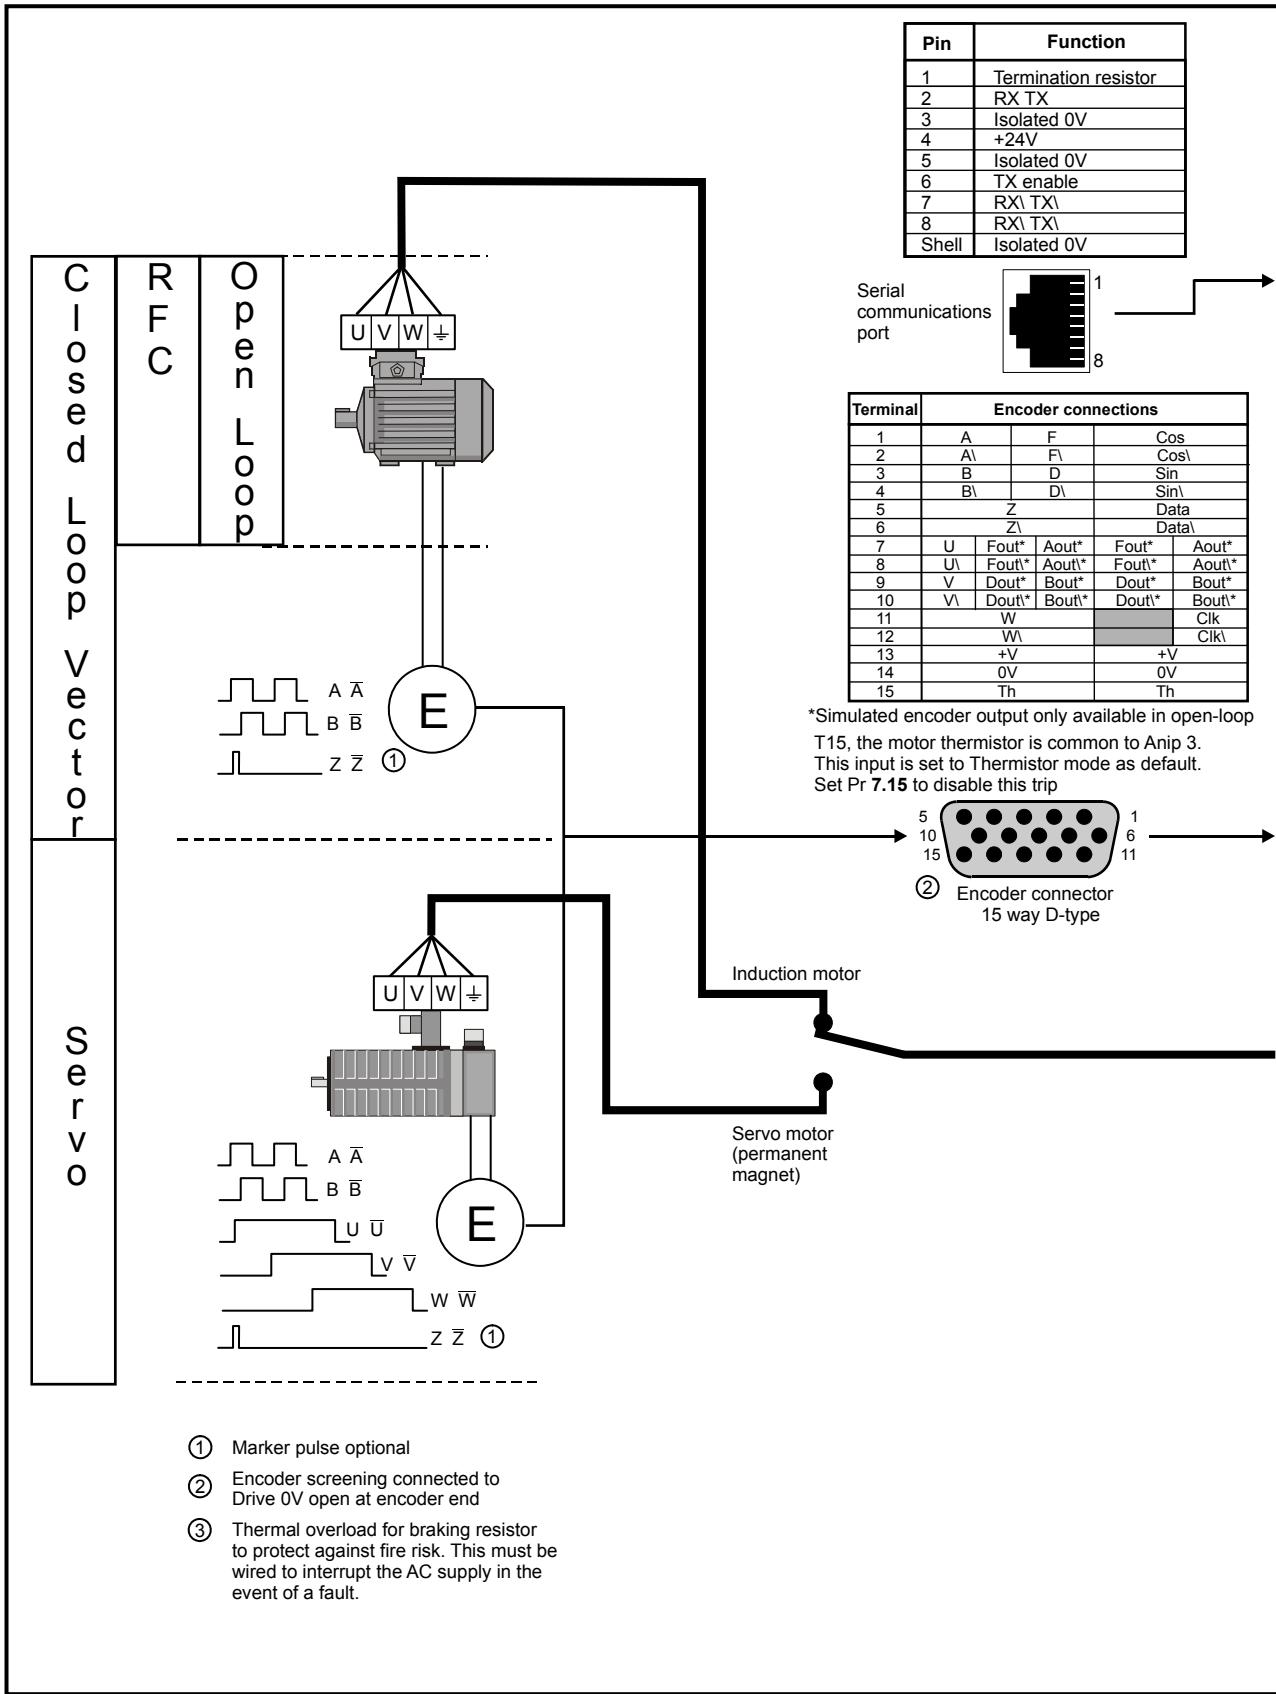 Pin Function
1 Termination resistor
2 RX TX
3 Isolated 0V
4 +24V
5 Isolated 0V
6 TX enable
7 RX\ TX\
8 RX\ TX\
Shell Isolated 0V
Serial
communications
port
1
8
Closed Loop Vector
RFC
Open Loop
Servo
U V W
Terminal Encoder connections
1 A F Cos
2 A\ F\ Cos\
3 B D Sin
4 B\ D\ Sin\
5 Z Data
6 Z\ Data\
7 U Fout* Aout* Fout* Aout*
8 U\ Fout\* Aout\* Fout\* Aout\*
9 V Dout* Bout* Dout* Bout*
10 V\ Dout\* Bout\* Dout\* Bout\*
11 W Clk
12 W\ Clk\
13 +V +V
14 0V 0V
15 Th Th
*Simulated encoder output only available in open-loop
T15, the motor thermistor is common to Anip 3.
This input is set to Thermistor mode as default.
Set Pr 7.15 to disable this trip
A A̅
B B̅
Z Z̅ ①
E
5 1
10 6
15 11
② Encoder connector
15 way D-type
U V W
Induction motor
Servo motor
(permanent
magnet)
A A̅
B B̅
U U̅
V V̅
W W̅
Z Z̅ ①
E
① Marker pulse optional
② Encoder screening connected to
Drive 0V open at encoder end
③ Thermal overload for braking resistor
to protect against fire risk. This must be
wired to interrupt the AC supply in the
event of a fault.